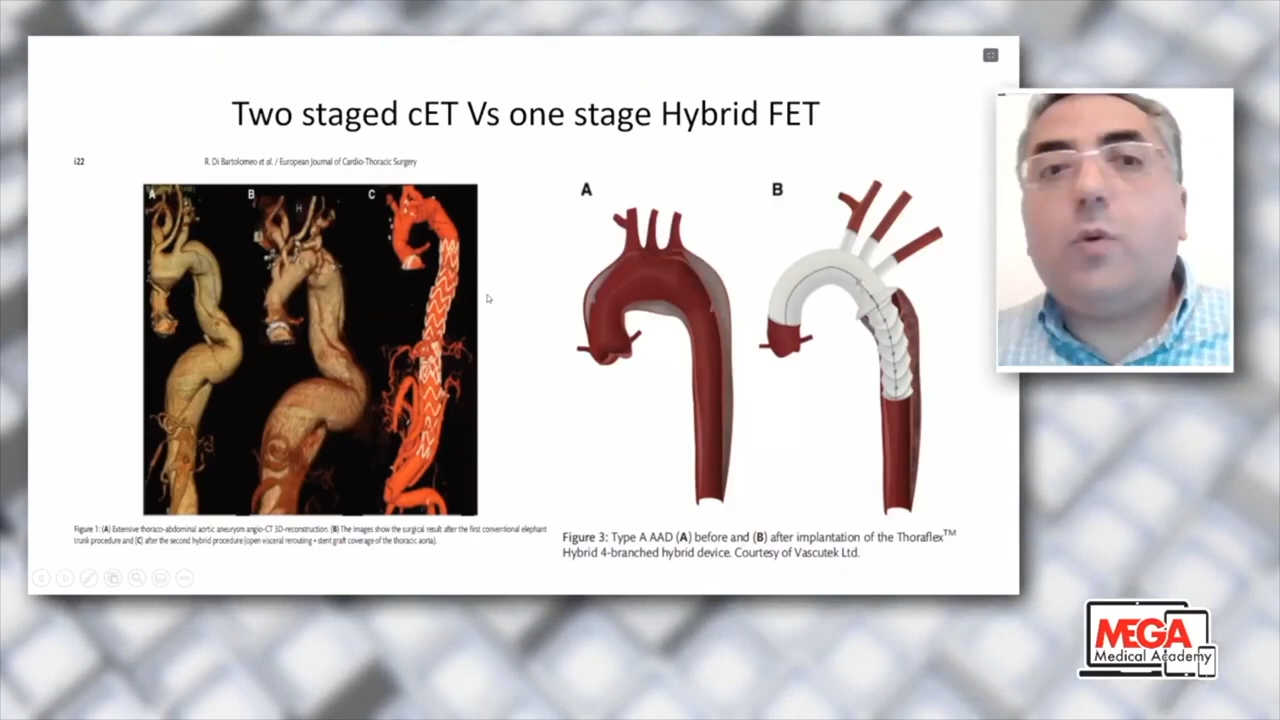 Two staged cET Vs one stage Hybrid FET
i22
R. Di Bartolomeo et al. / European Journal of Cardio-Thoracic Surgery
A
B
H
C
Figure 1: (A) Extensive thoraco-abdominal aortic aneurysm angio-CT 3D-reconstruction. (B) The images show the surgical result after the first conventional elephant
trunk procedure and (C) after the second hybrid procedure (open visceral rerouting + stent graft coverage of the thoracic aorta).
A
B
Figure 3: Type A AAD (A) before and (B) after implantation of the Thoraflex™
Hybrid 4-branched hybrid device. Courtesy of Vascutek Ltd.
MEGA
Medical Academy